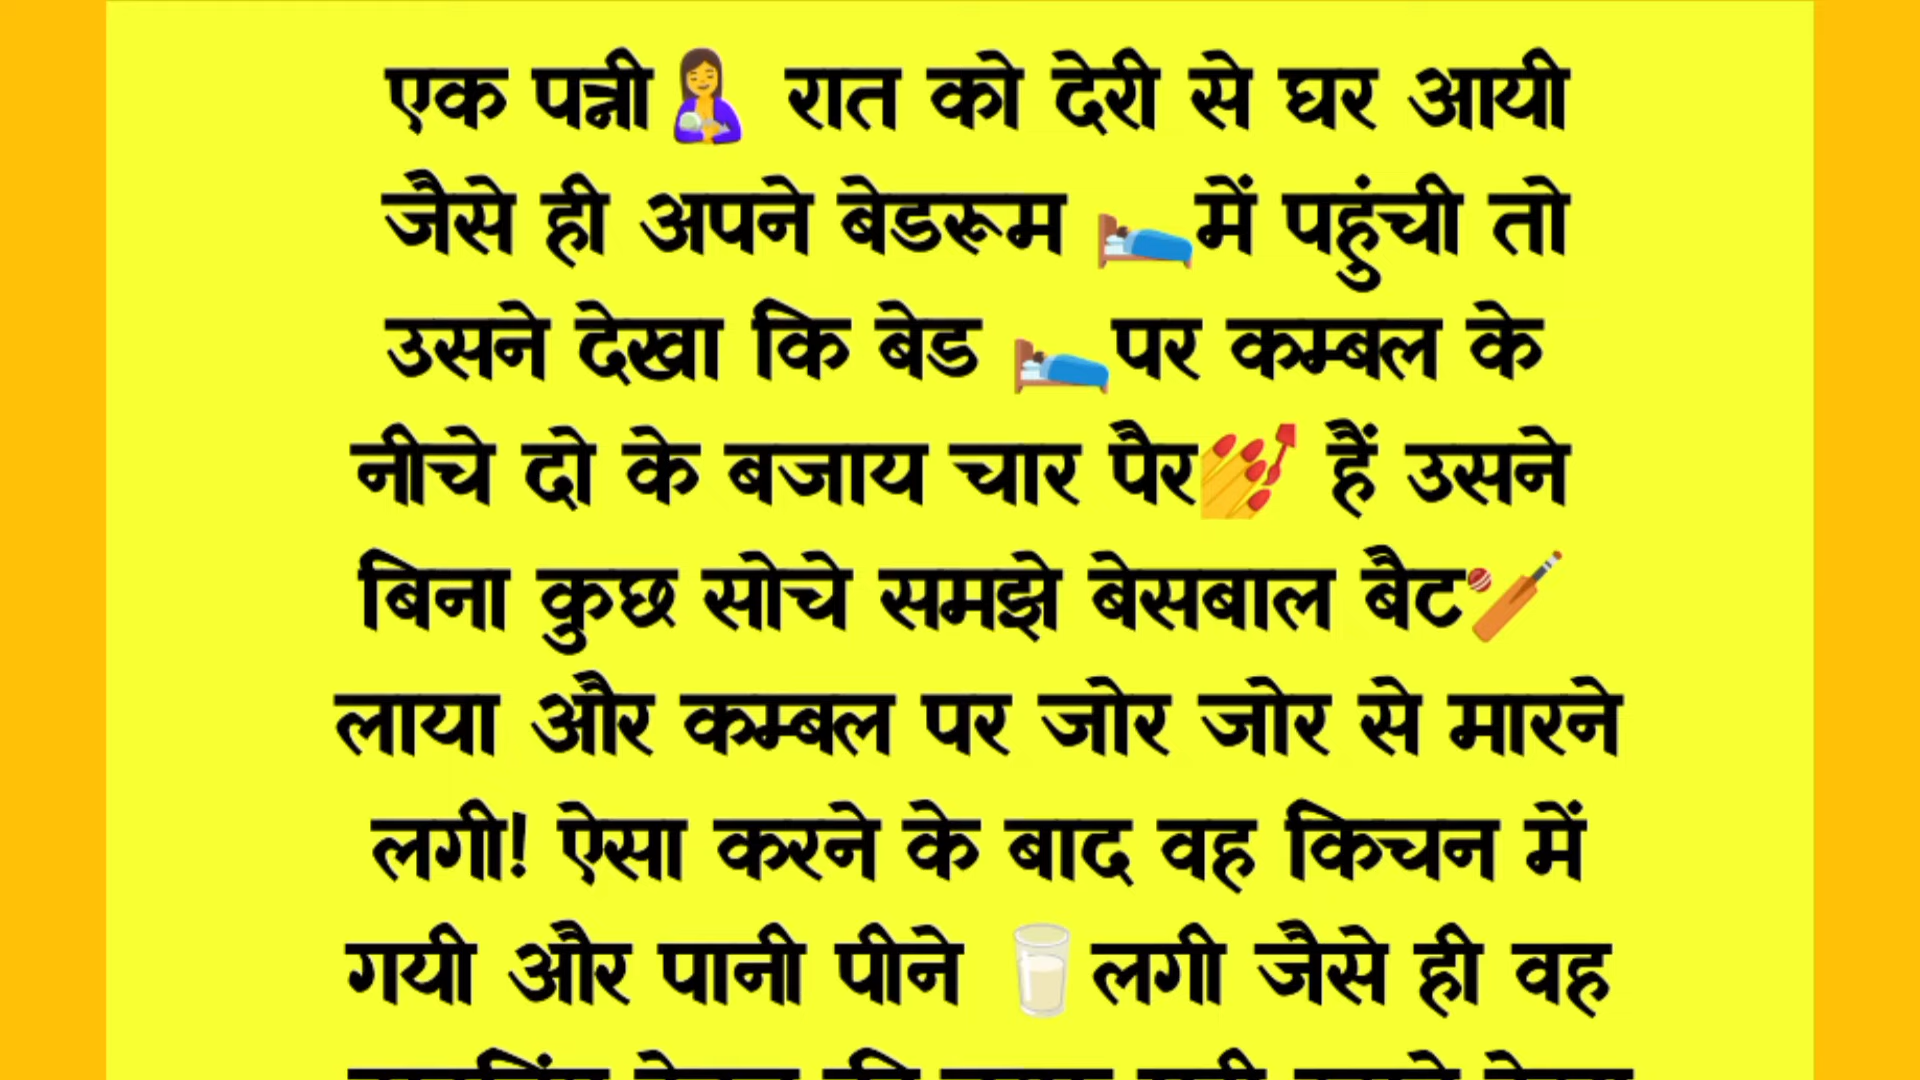 एक पत्नी🤱 रात को देरी से घर आयी
जैसे ही अपने बेडरूम 🛌में पहुंची तो
उसने देखा कि बेड 🛌पर कम्बल के
नीचे दो के बजाय चार पैर💅 हैं उसने
बिना कुछ सोचे समझे बेसबाल बैट🏏
लाया और कम्बल पर जोर जोर से मारने
लगी! ऐसा करने के बाद वह किचन में
गयी और पानी पीने 🥛लगी जैसे ही वह